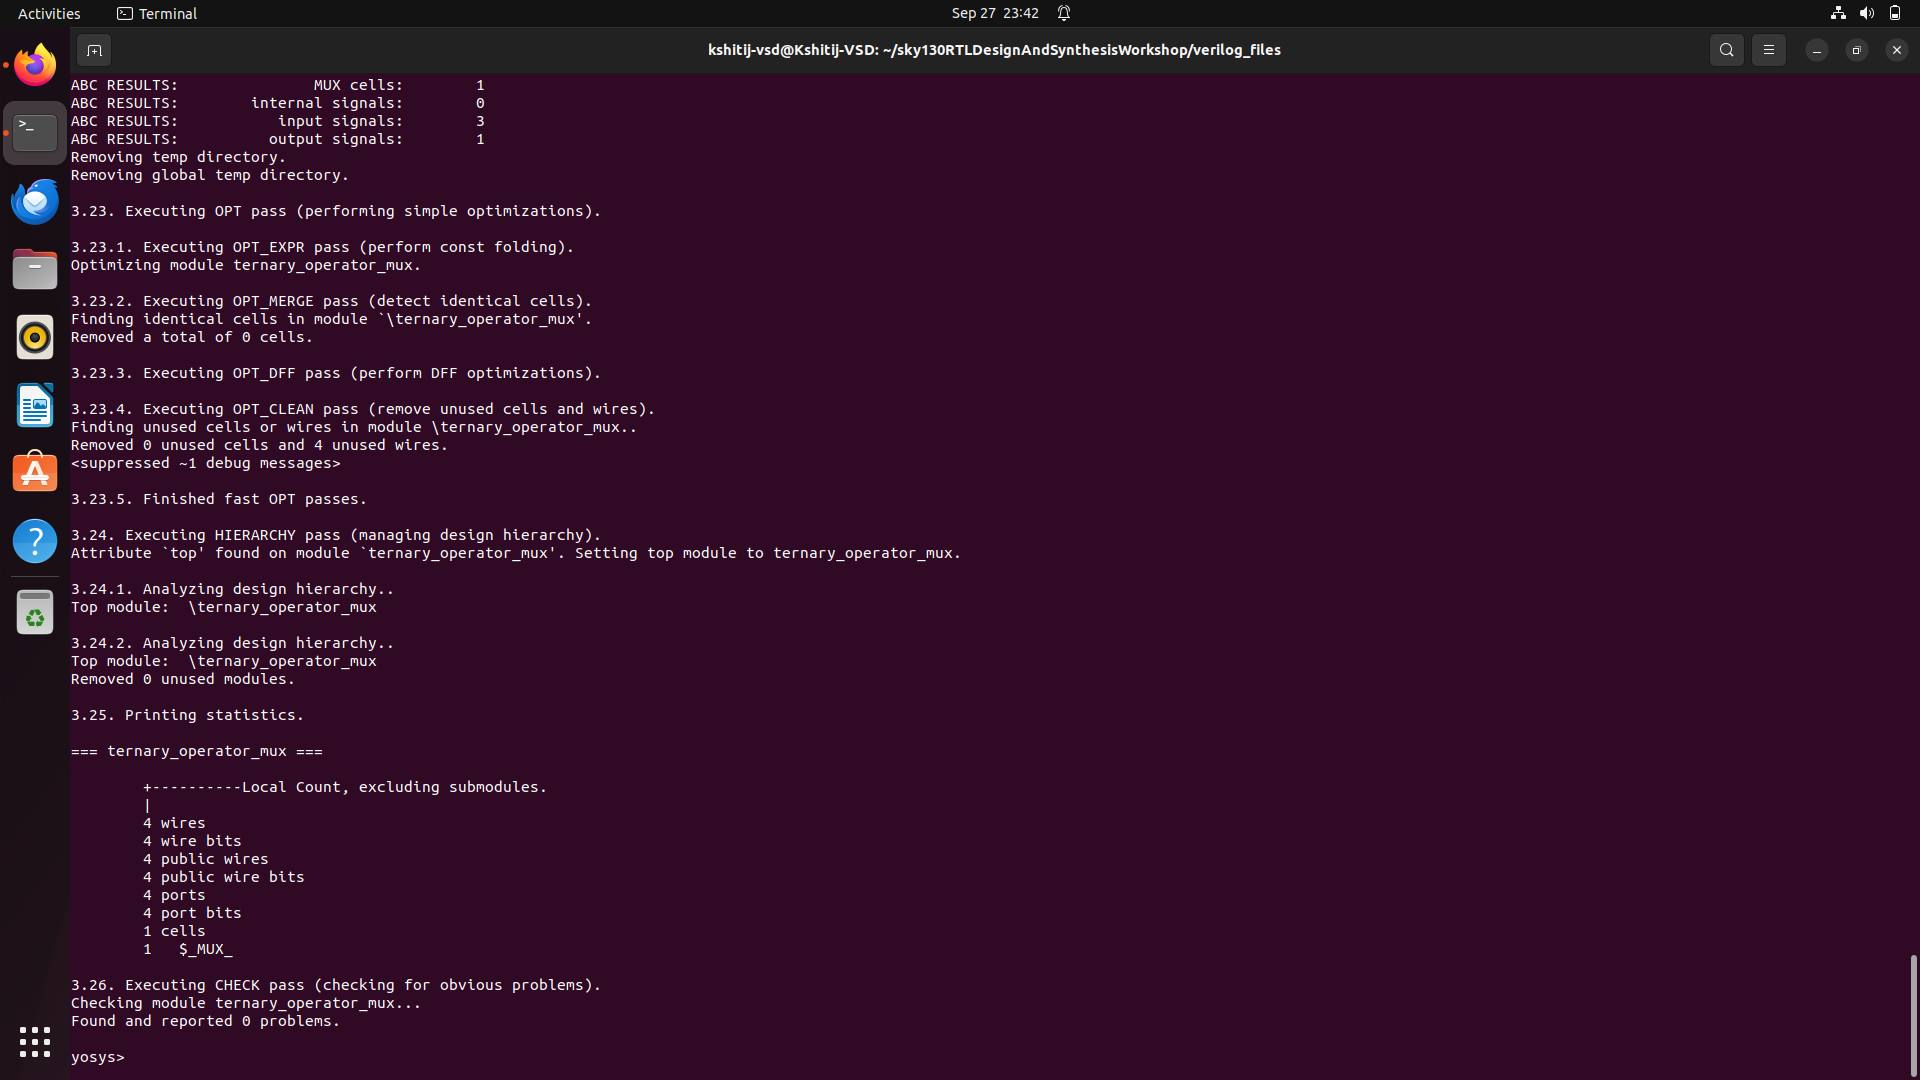 Activities
Terminal
Sep 27 23:42
kshitij-vsd@Kshitij-VSD: ~/sky130RTLDesignAndSynthesisWorkshop/verilog_files
ABC RESULTS:               MUX cells:        1
ABC RESULTS:        internal signals:        0
ABC RESULTS:           input signals:        3
ABC RESULTS:          output signals:        1
Removing temp directory.
Removing global temp directory.
3.23. Executing OPT pass (performing simple optimizations).
3.23.1. Executing OPT_EXPR pass (perform const folding).
Optimizing module ternary_operator_mux.
3.23.2. Executing OPT_MERGE pass (detect identical cells).
Finding identical cells in module `\ternary_operator_mux'.
Removed a total of 0 cells.
3.23.3. Executing OPT_DFF pass (perform DFF optimizations).
3.23.4. Executing OPT_CLEAN pass (remove unused cells and wires).
Finding unused cells or wires in module \ternary_operator_mux..
Removed 0 unused cells and 4 unused wires.
<suppressed ~1 debug messages>
3.23.5. Finished fast OPT passes.
3.24. Executing HIERARCHY pass (managing design hierarchy).
Attribute `top' found on module `ternary_operator_mux'. Setting top module to ternary_operator_mux.
3.24.1. Analyzing design hierarchy..
Top module:  \ternary_operator_mux
3.24.2. Analyzing design hierarchy..
Top module:  \ternary_operator_mux
Removed 0 unused modules.
3.25. Printing statistics.
=== ternary_operator_mux ===
+----------Local Count, excluding submodules.
|
4 wires
4 wire bits
4 public wires
4 public wire bits
4 ports
4 port bits
1 cells
1   $_MUX_
3.26. Executing CHECK pass (checking for obvious problems).
Checking module ternary_operator_mux...
Found and reported 0 problems.
yosys>